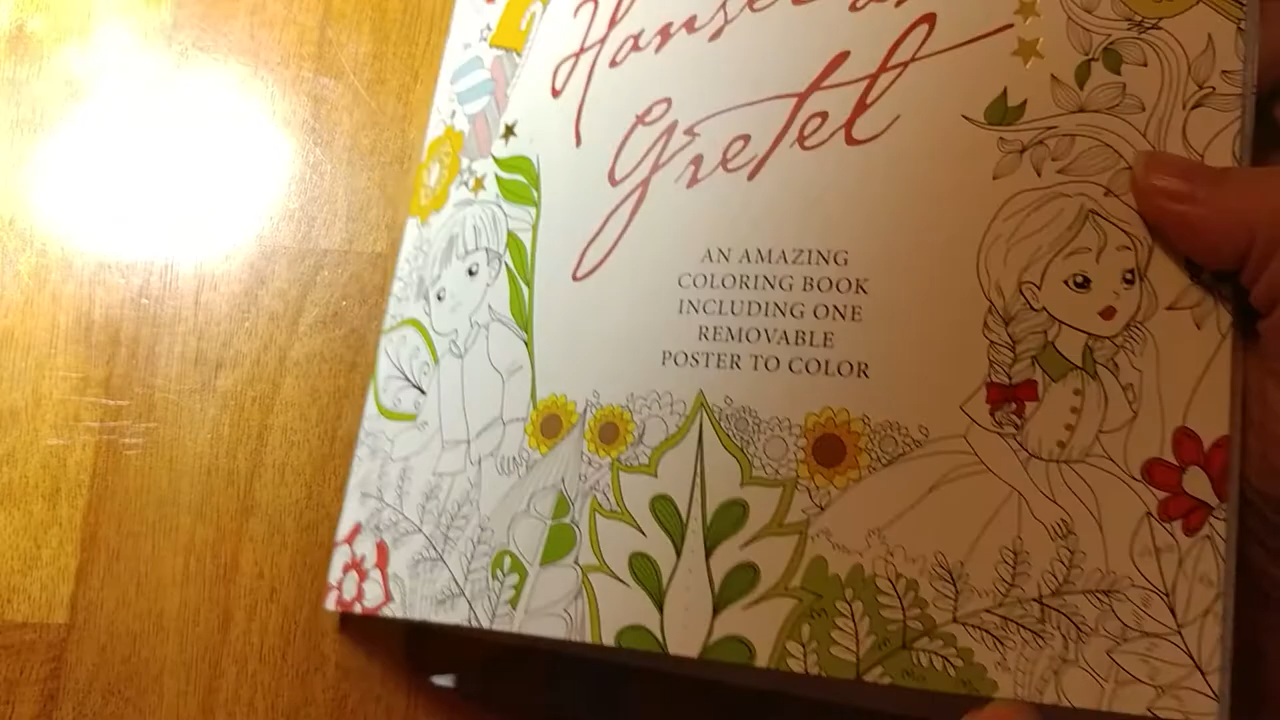 Hansel
Gretel
AN AMAZING
COLORING BOOK
INCLUDING ONE
REMOVABLE
POSTER TO COLOR